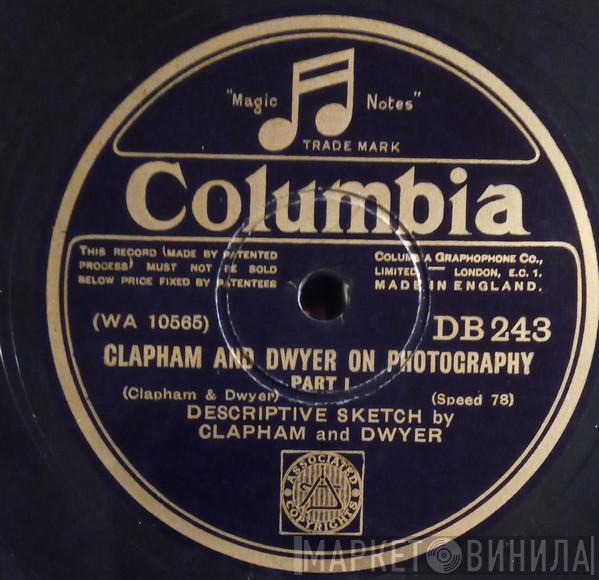 "Magic Notes"
TRADE MARK
Columbia
THIS RECORD (MADE BY PATENTED
PROCESS) MUST NOT BE SOLD
BELOW PRICE FIXED BY PATENTEES
COLUMBIA GRAPHOPHONE CO.,
LIMITED — LONDON, E.C. 1.
MADE IN ENGLAND.
(WA 10565)
DB 243
CLAPHAM AND DWYER ON PHOTOGRAPHY
PART I
(Clapham & Dwyer)
(Speed 78)
DESCRIPTIVE SKETCH by
CLAPHAM and DWYER
ASSOCIATED
COPYRIGHTS
МАРКЕТ ВИНИЛА